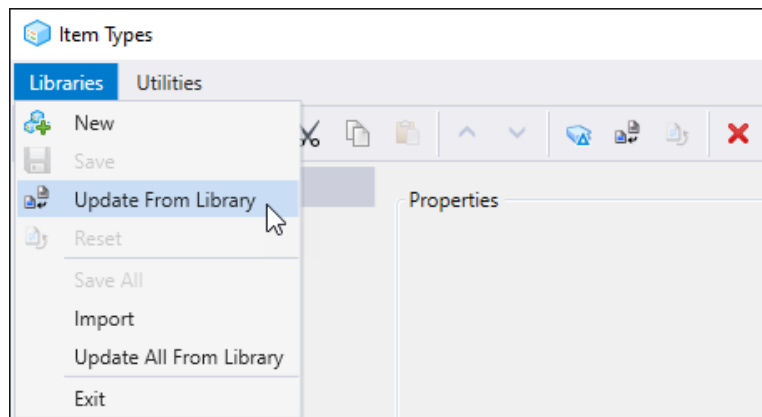 Item Types
Libraries Utilities
New
Save
Update From Library
Properties
Reset
Save All
Import
Update All From Library
Exit